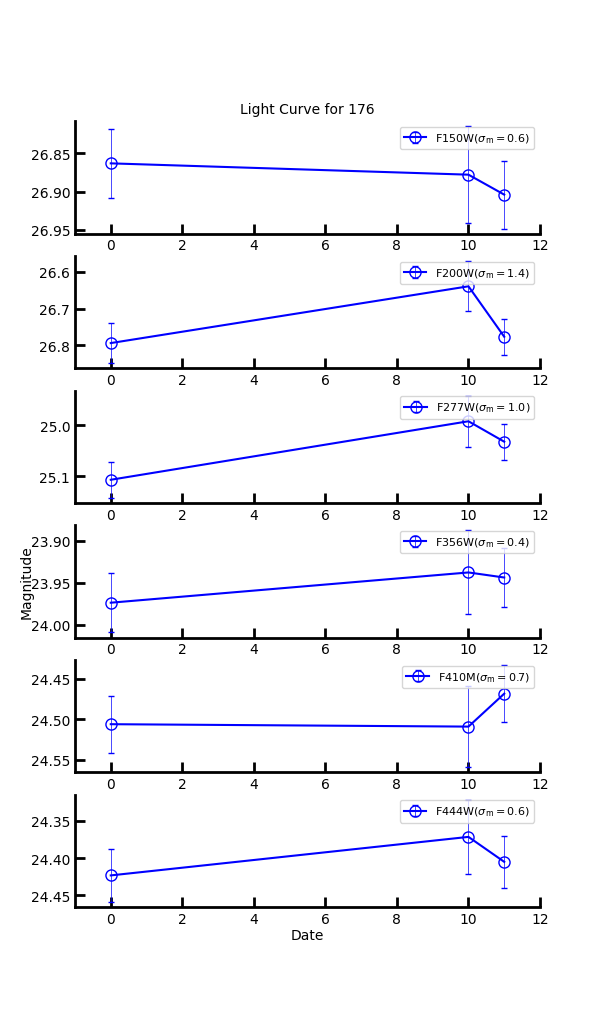 Light Curve for 176
F150W(σm = 0.6)
26.85
26.90
26.95
0 2 4 6 8 10 12
F200W(σm = 1.4)
26.6
26.7
26.8
0 2 4 6 8 10 12
F277W(σm = 1.0)
25.0
25.1
0 2 4 6 8 10 12
F356W(σm = 0.4)
23.90
23.95
24.00
Magnitude
0 2 4 6 8 10 12
F410M(σm = 0.7)
24.45
24.50
24.55
0 2 4 6 8 10 12
F444W(σm = 0.6)
24.35
24.40
24.45
0 2 4 6 8 10 12
Date